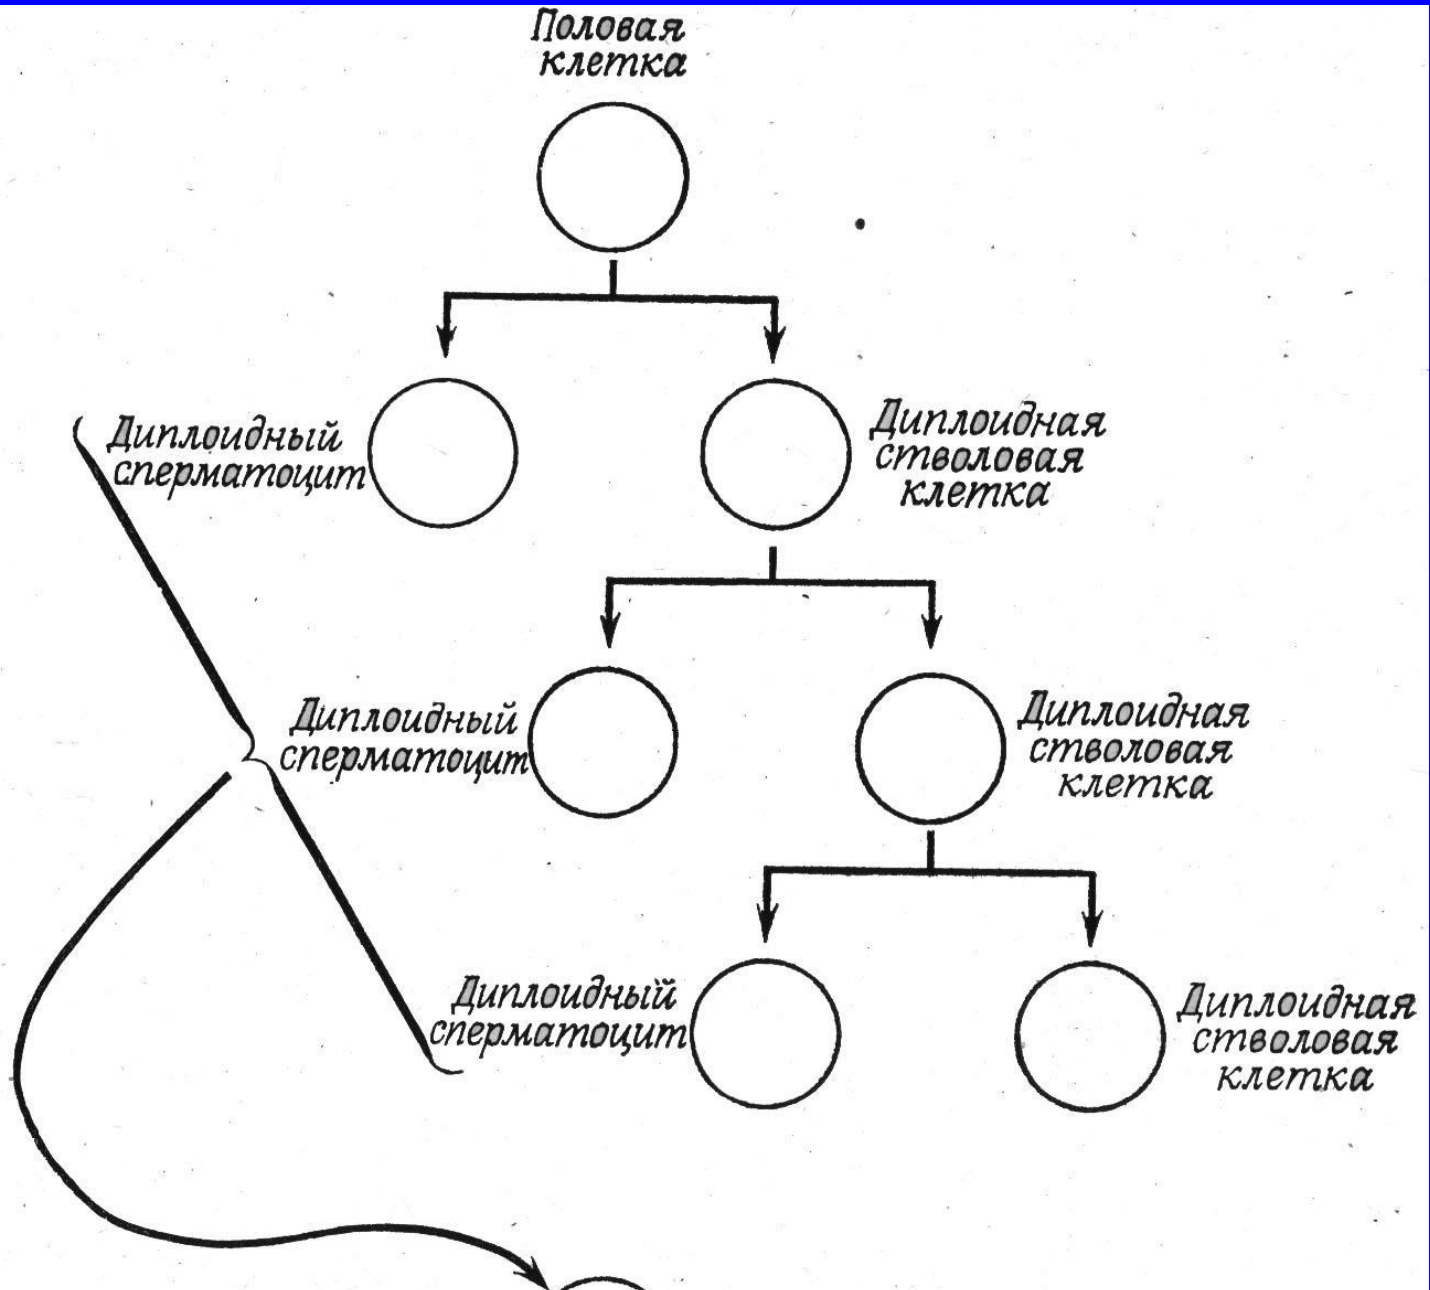 Половая
клетка
Диплоидный
сперматоцит
Диплоидная
стволовая
клетка
Диплоидный
сперматоцит
Диплоидная
стволовая
клетка
Диплоидный
сперматоцит
Диплоидная
стволовая
клетка